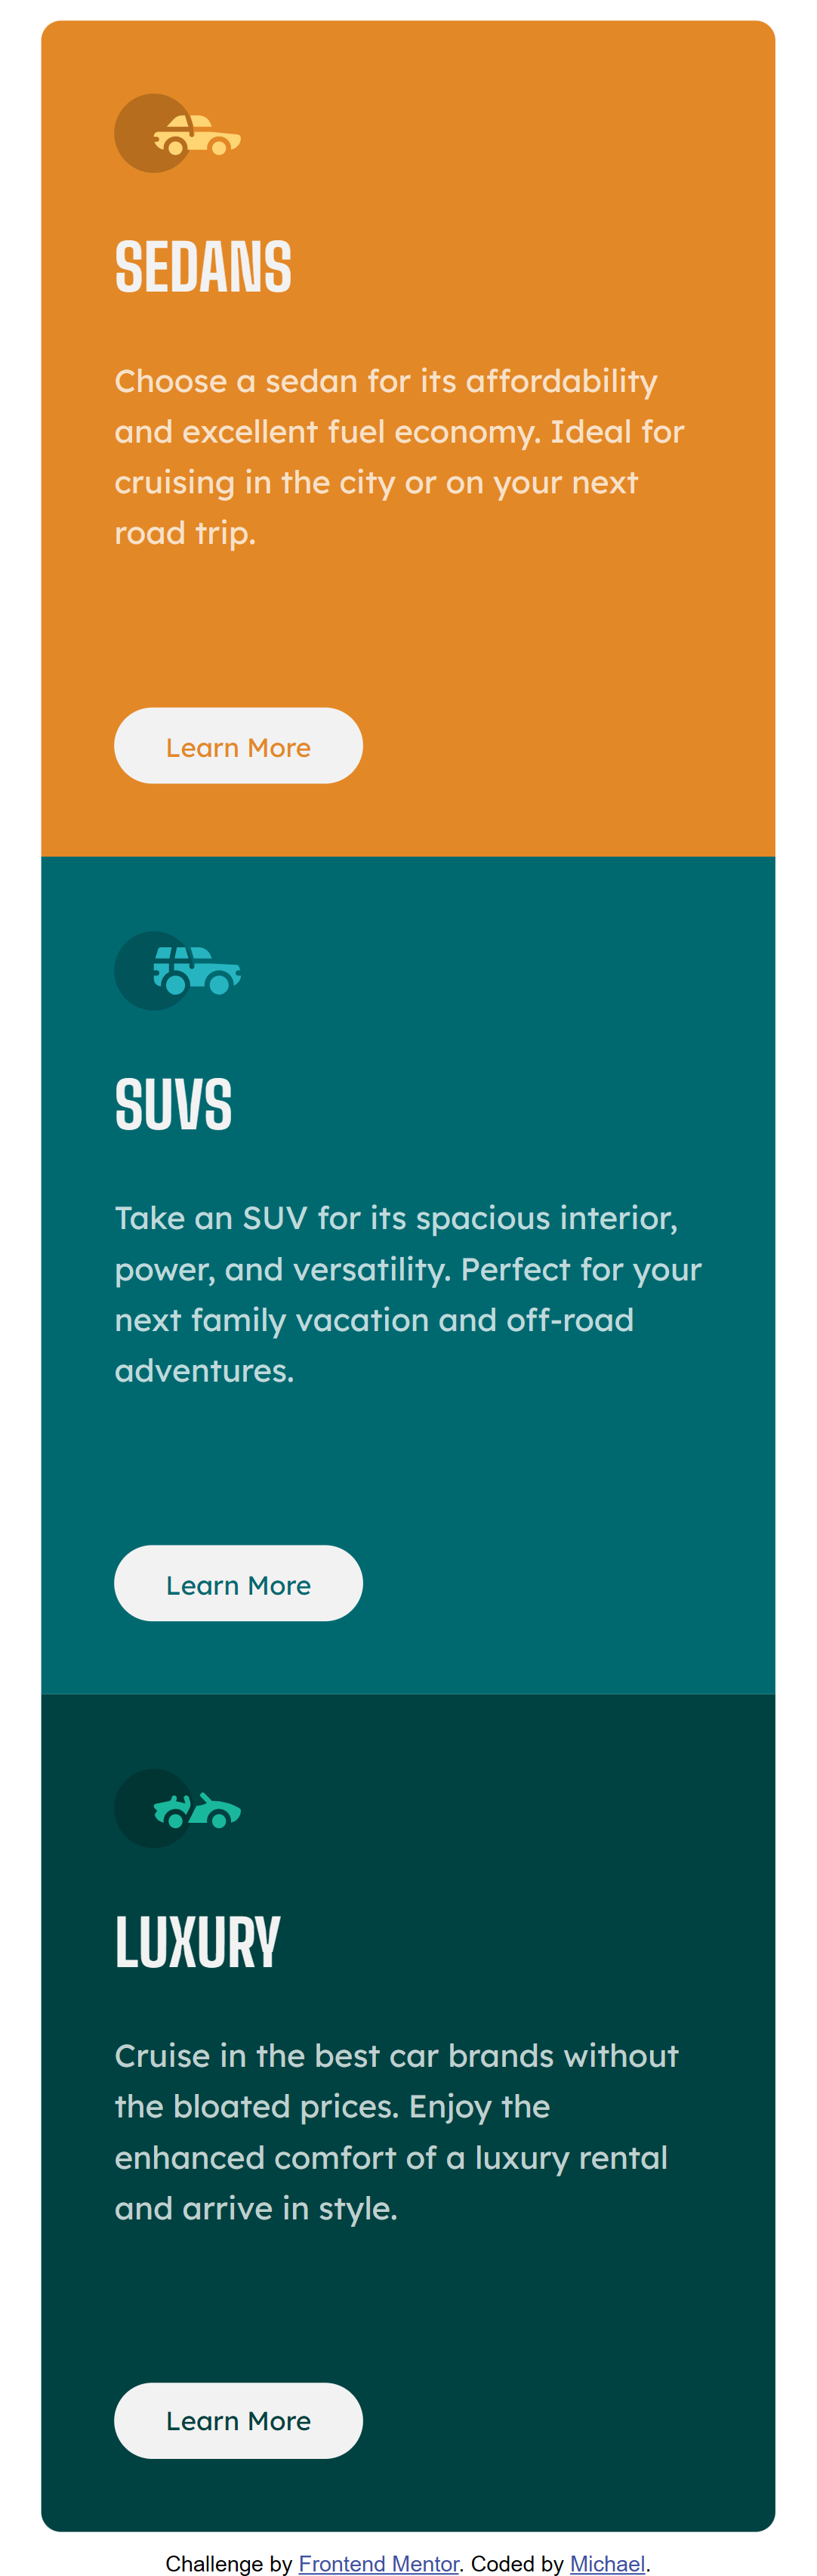 SEDANS
Choose a sedan for its affordability
and excellent fuel economy. Ideal for
cruising in the city or on your next
road trip.
Learn More
SUVS
Take an SUV for its spacious interior,
power, and versatility. Perfect for your
next family vacation and off-road
adventures.
Learn More
LUXURY
Cruise in the best car brands without
the bloated prices. Enjoy the
enhanced comfort of a luxury rental
and arrive in style.
Learn More
Challenge by Frontend Mentor. Coded by Michael.